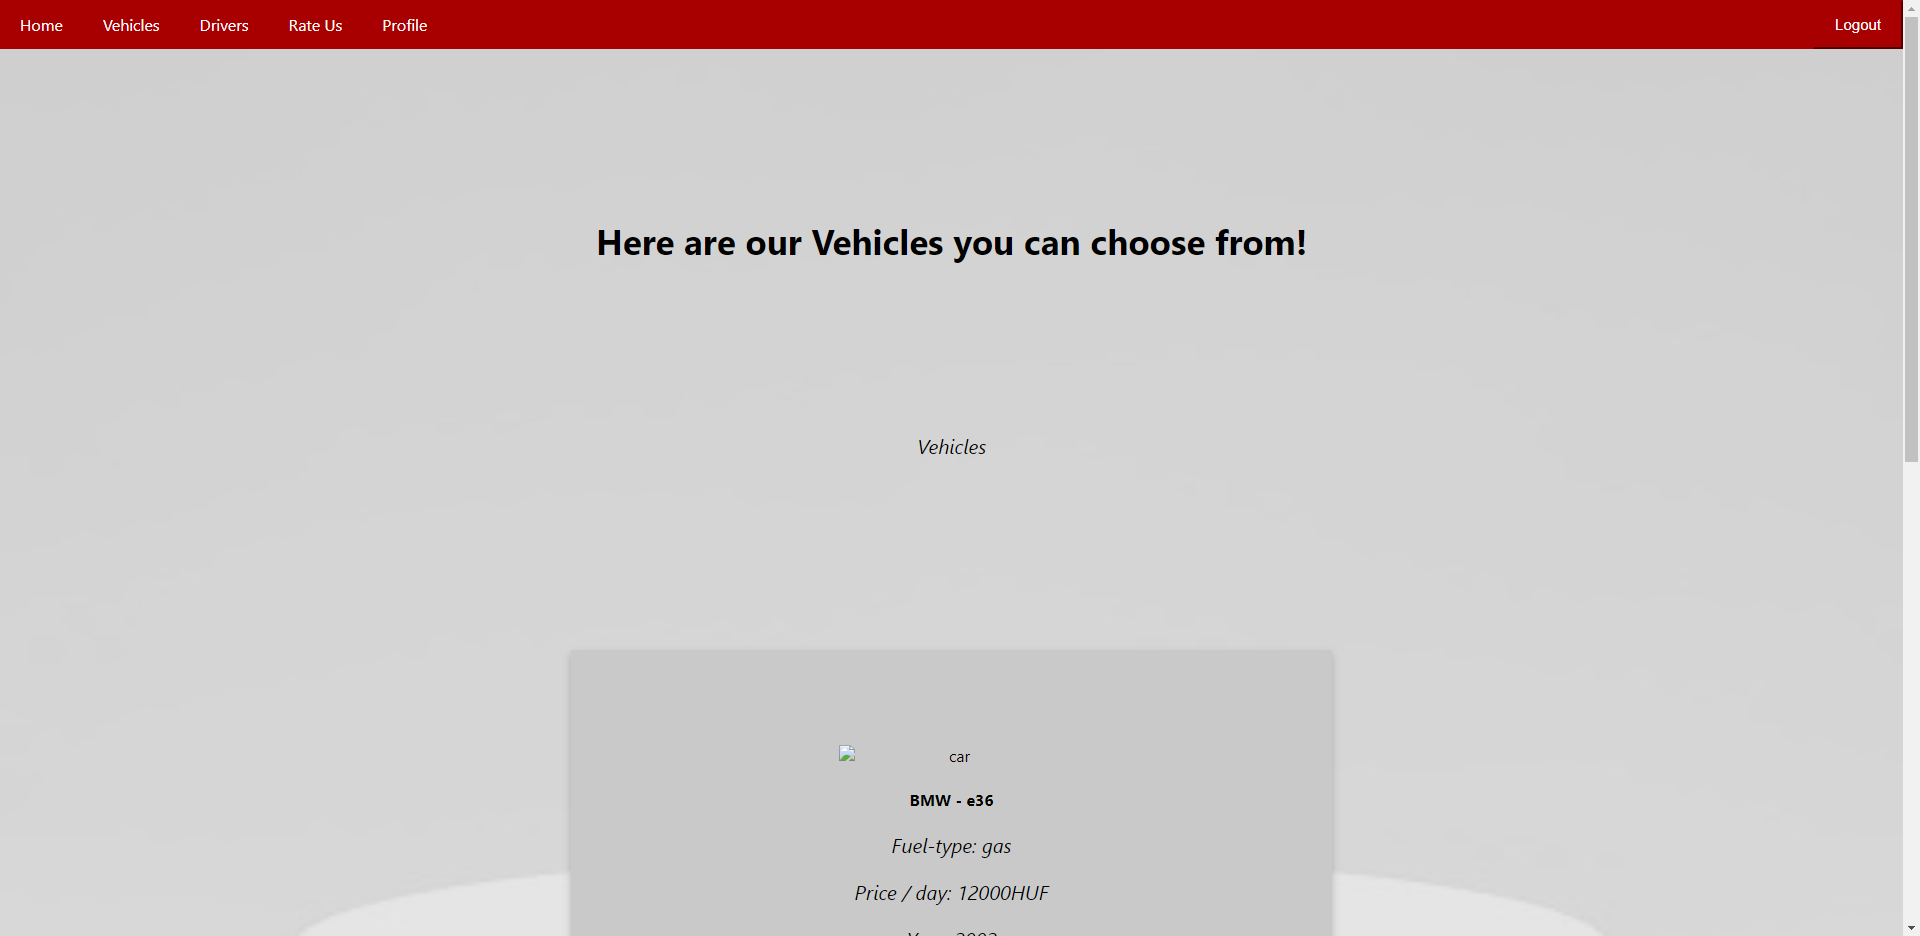 Home Vehicles Drivers Rate Us Profile Logout
Here are our Vehicles you can choose from!
Vehicles
car
BMW - e36
Fuel-type: gas
Price / day: 12000HUF